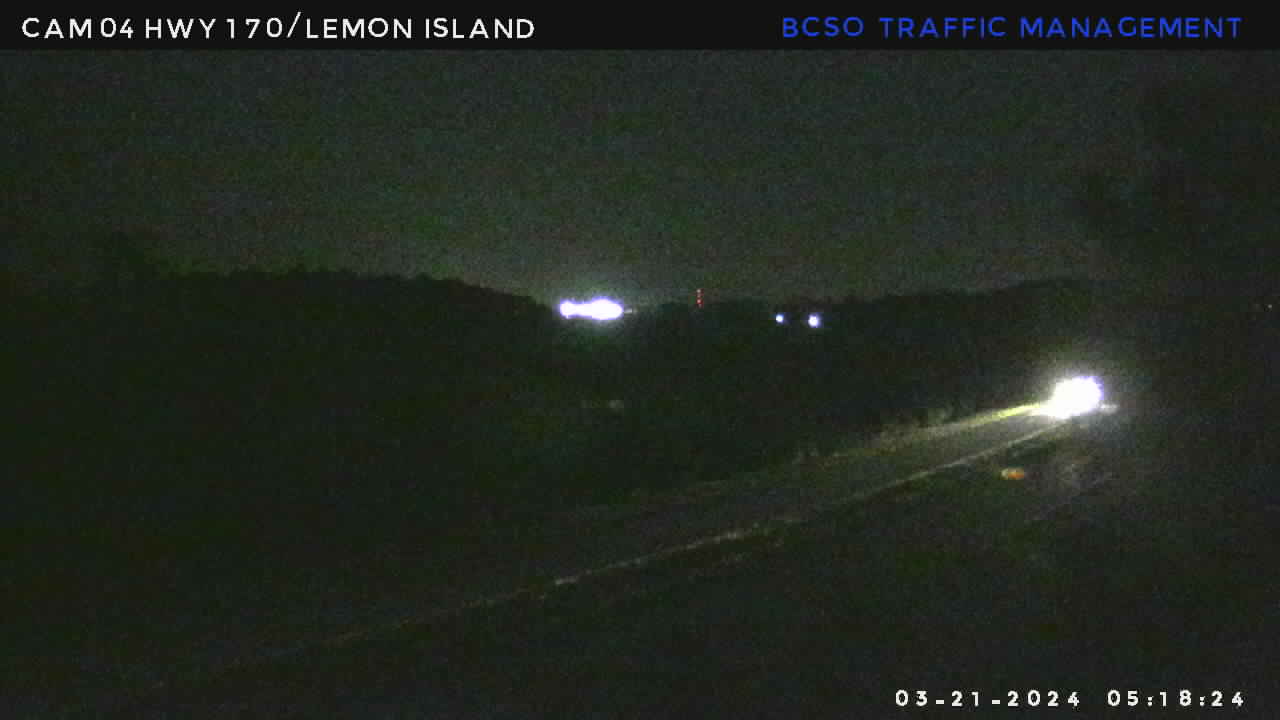 CAM04 HWY170/LEMON ISLAND
BCSO TRAFFIC MANAGEMENT
03-21-2024 05:18:24